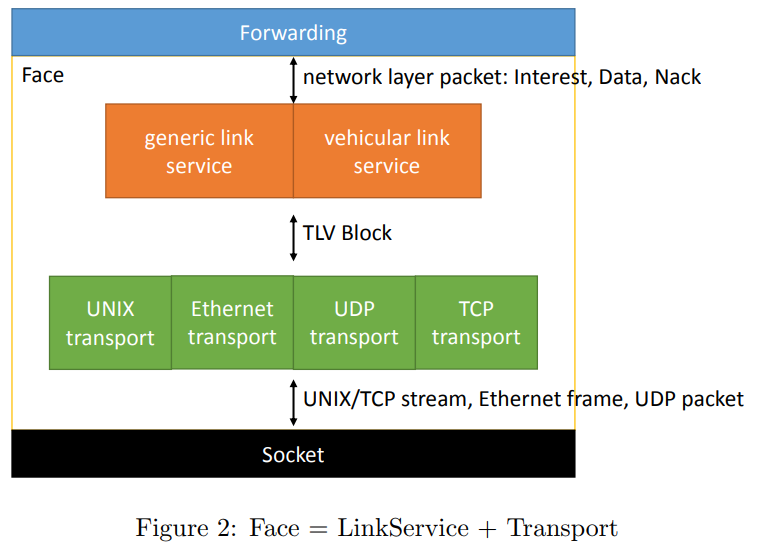 Forwarding
Face
network layer packet: Interest, Data, Nack
generic link
service
vehicular link
service
TLV Block
UNIX
transport
Ethernet
transport
UDP
transport
TCP
transport
UNIX/TCP stream, Ethernet frame, UDP packet
Socket
Figure 2: Face = LinkService + Transport